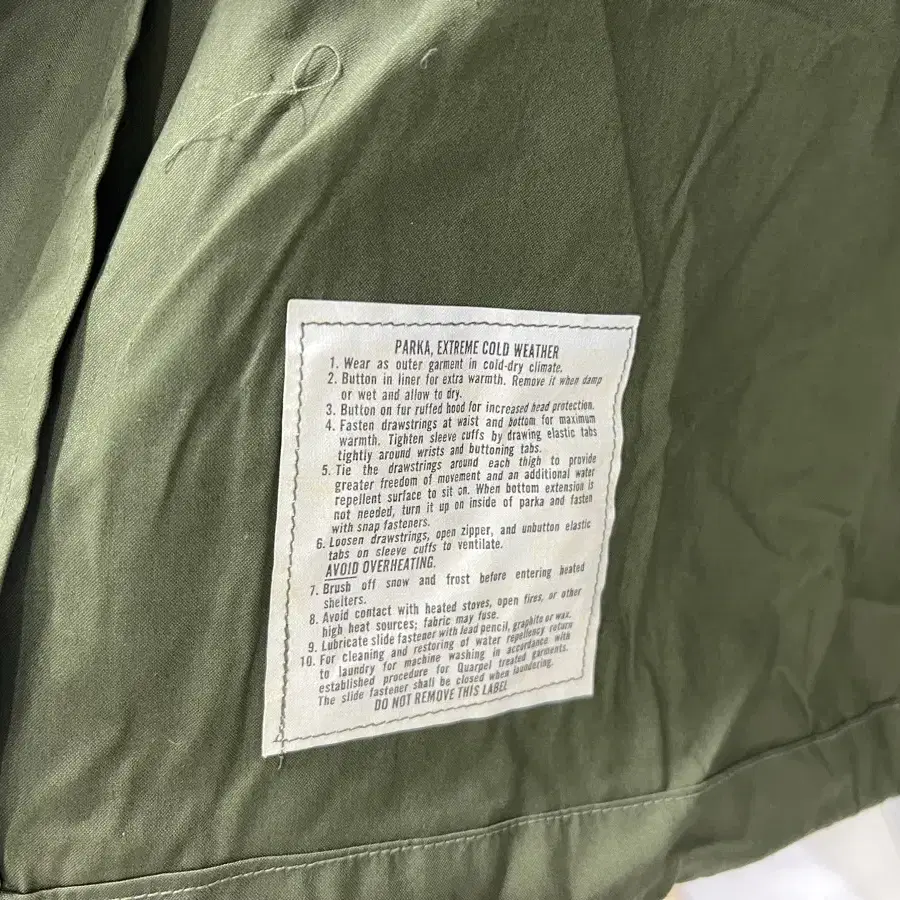 PARKA, EXTREME COLD WEATHER
1. Wear as outer garment in cold-dry climate.
2. Button in liner for extra warmth. Remove it when damp
or wet and allow to dry.
3. Button on fur ruffed hood for increased head protection.
4. Fasten drawstrings at waist and bottom for maximum
warmth. Tighten sleeve cuffs by drawing elastic tabs
tightly around wrists and buttoning tabs.
5. Tie the drawstrings around each thigh to provide
greater freedom of movement and an additional water
repellent surface to sit on. When bottom extension is
not needed, turn it up on inside of parka and fasten
with snap fasteners.
6. Loosen drawstrings, open zipper, and unbutton elastic
tabs on sleeve cuffs to ventilate.
AVOID OVERHEATING.
7. Brush off snow and frost before entering heated
shelters.
8. Avoid contact with heated stoves, open fires, or other
high heat sources; fabric may fuse.
9. Lubricate slide fastener with lead pencil, graphite or wax.
10. For cleaning and restoring of water repellency return
to laundry for machine washing in accordance with
established procedure for Quarpel treated garments.
The slide fastener shall be closed when laundering.
DO NOT REMOVE THIS LABEL